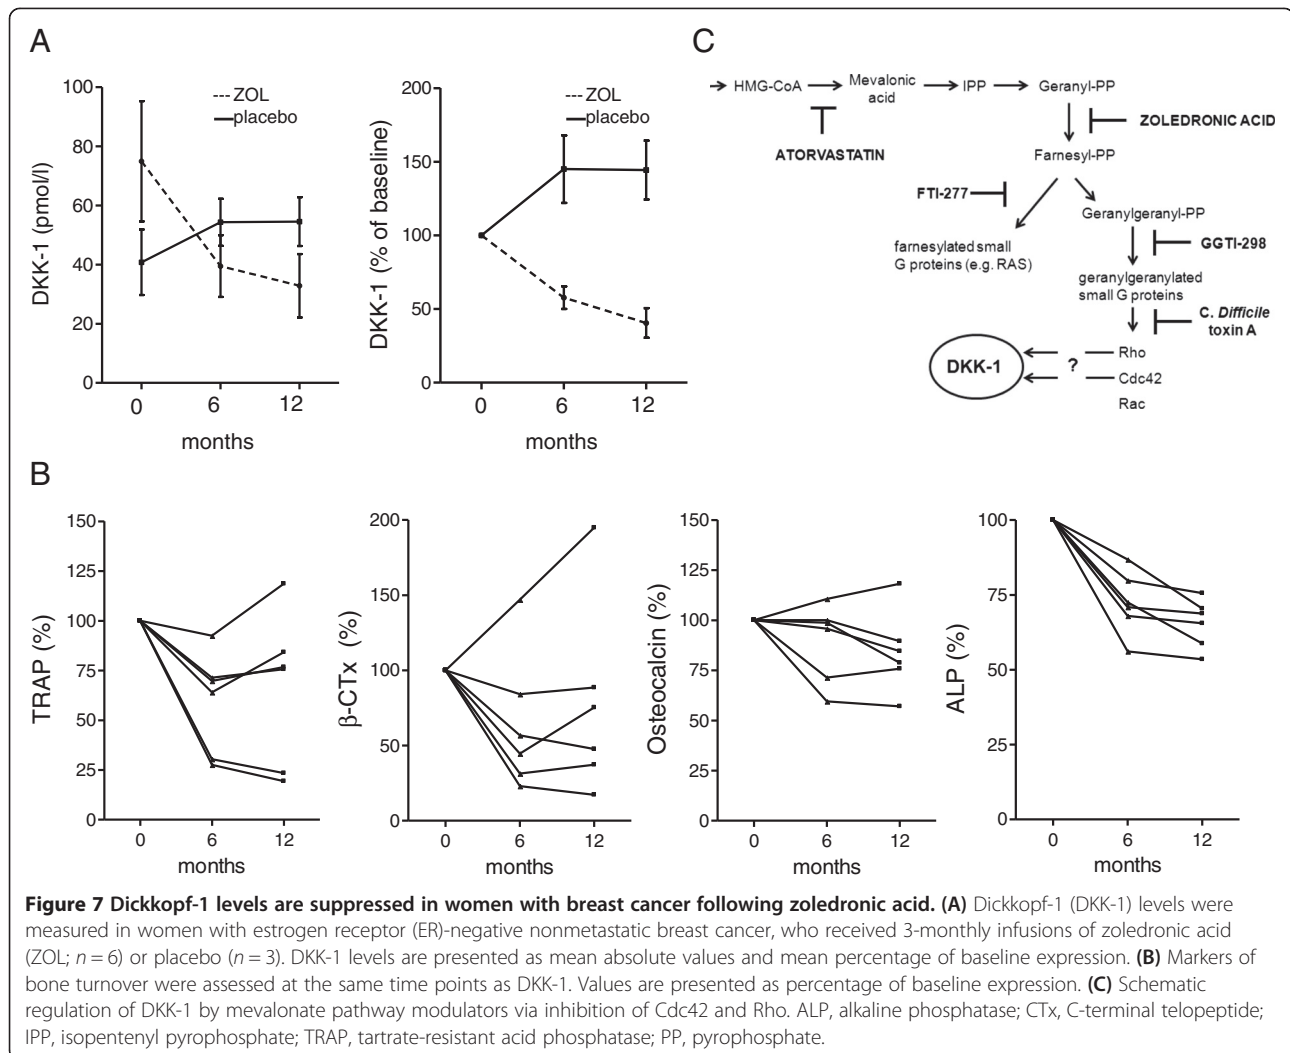 A
100
80
60
40
20
0
DKK-1 (pmol/l)
ZOL
placebo
0
6
12
months
200
150
100
50
0
DKK-1 (% of baseline)
ZOL
placebo
0
6
12
months
C
HMG-CoA
Mevalonic
acid
IPP
Geranyl-PP
ATORVASTATIN
ZOLEDRONIC ACID
Farnesyl-PP
FTI-277
Geranylgeranyl-PP
farnesylated small
G proteins (e.g. RAS)
GGTI-298
geranylgeranylated
small G proteins
C. Difficile
toxin A
DKK-1
?
Rho
Cdc42
Rac
B
150
125
100
75
50
25
0
TRAP (%)
0
6
12
months
200
150
100
50
0
β-CTx (%)
0
6
12
months
150
125
100
75
50
25
0
Osteocalcin (%)
0
6
12
months
100
75
50
25
0
ALP (%)
0
6
12
months
Figure 7 Dickkopf-1 levels are suppressed in women with breast cancer following zoledronic acid. (A) Dickkopf-1 (DKK-1) levels were
measured in women with estrogen receptor (ER)-negative nonmetastatic breast cancer, who received 3-monthly infusions of zoledronic acid
(ZOL; n = 6) or placebo (n = 3). DKK-1 levels are presented as mean absolute values and mean percentage of baseline expression. (B) Markers of
bone turnover were assessed at the same time points as DKK-1. Values are presented as percentage of baseline expression. (C) Schematic
regulation of DKK-1 by mevalonate pathway modulators via inhibition of Cdc42 and Rho. ALP, alkaline phosphatase; CTx, C-terminal telopeptide;
IPP, isopentenyl pyrophosphate; TRAP, tartrate-resistant acid phosphatase; PP, pyrophosphate.